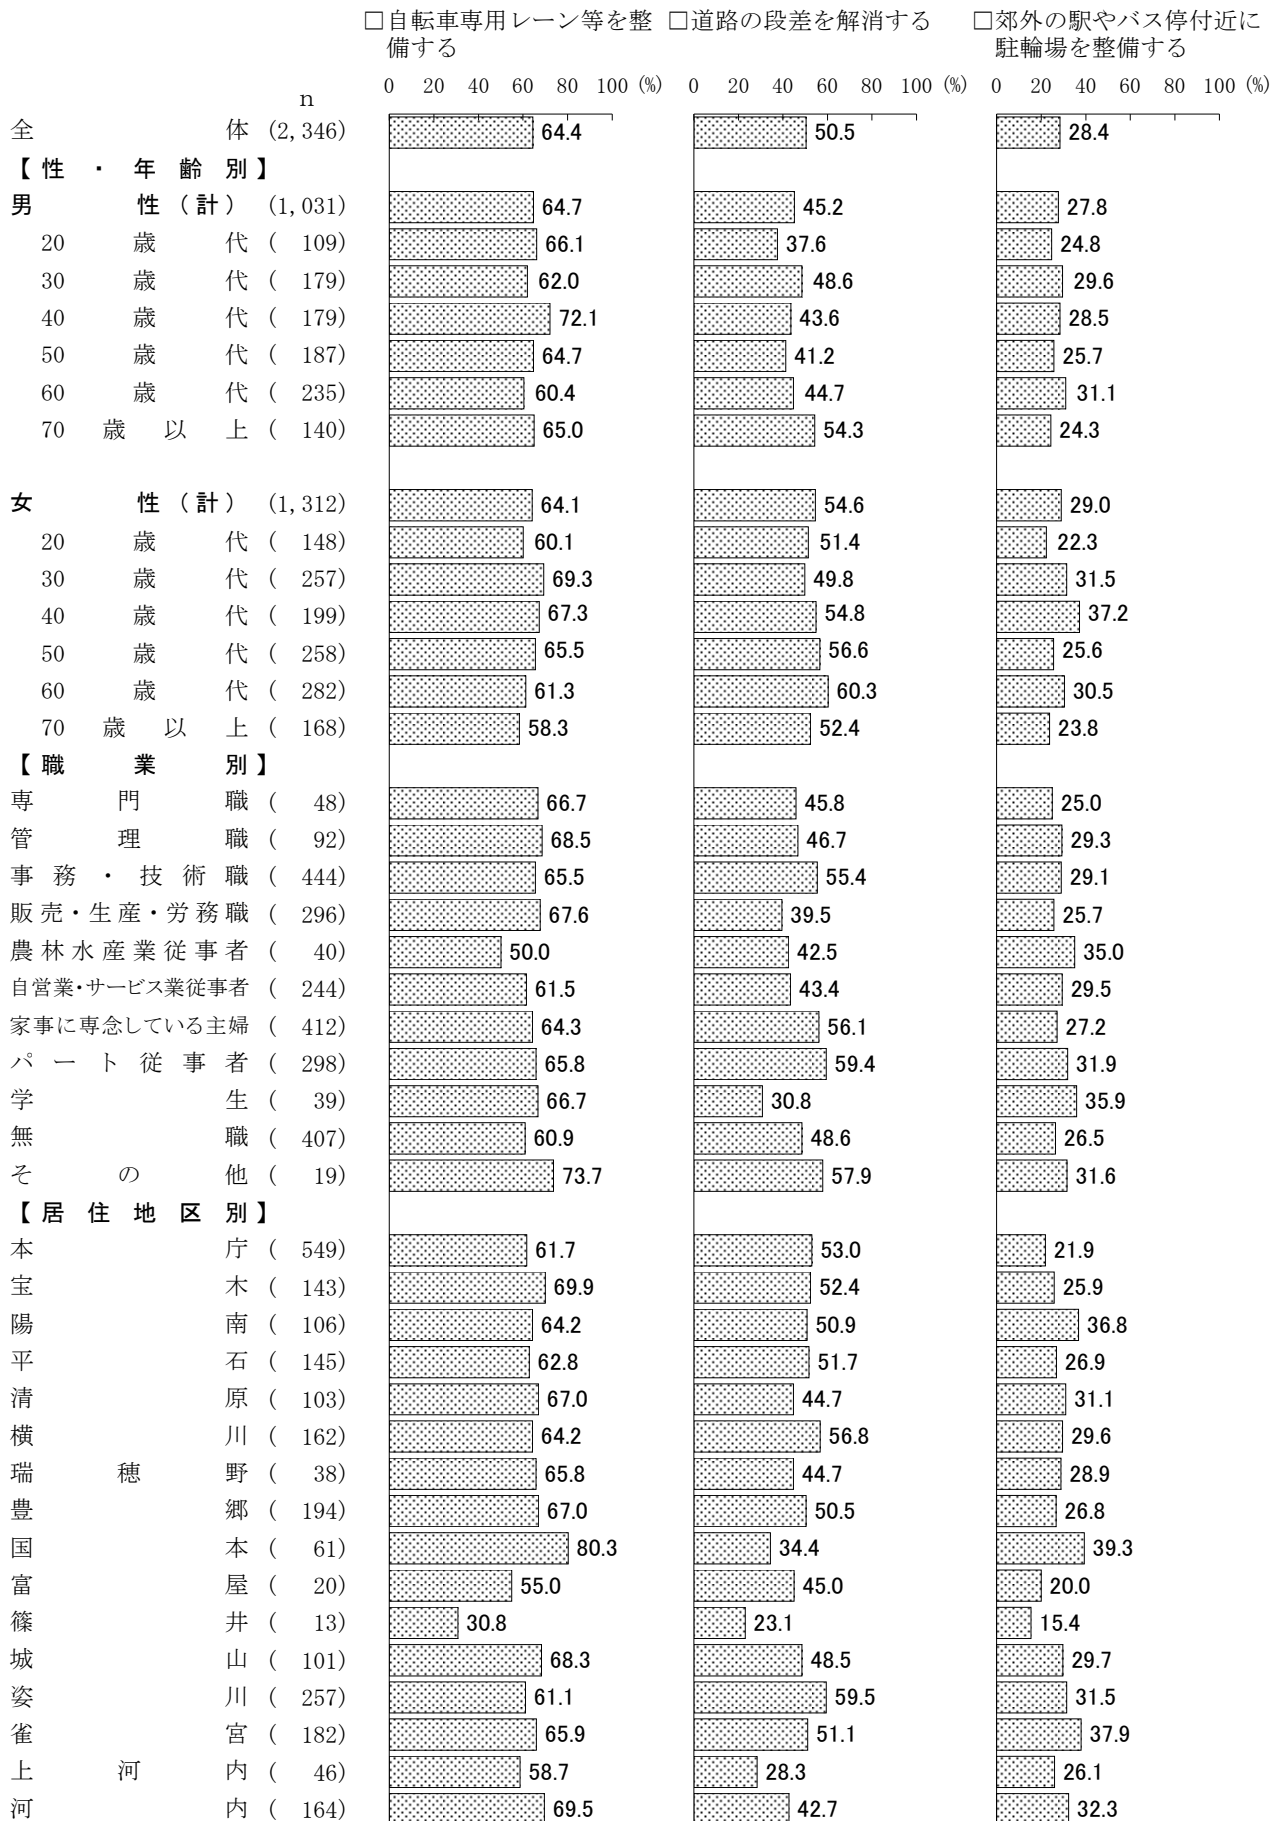 □自転車専用レーン等を整備する □道路の段差を解消する □郊外の駅やバス停付近に駐輪場を整備する
0 20 40 60 80 100 (%) 0 20 40 60 80 100 (%) 0 20 40 60 80 100 (%)
n
全体 (2,346) 64.4 50.5 28.4
【性・年齢別】
男性(計) (1,031) 64.7 45.2 27.8
20歳代 (109) 66.1 37.6 24.8
30歳代 (179) 62.0 48.6 29.6
40歳代 (179) 72.1 43.6 28.5
50歳代 (187) 64.7 41.2 25.7
60歳代 (235) 60.4 44.7 31.1
70歳以上 (140) 65.0 54.3 24.3
女性(計) (1,312) 64.1 54.6 29.0
20歳代 (148) 60.1 51.4 22.3
30歳代 (257) 69.3 49.8 31.5
40歳代 (199) 67.3 54.8 37.2
50歳代 (258) 65.5 56.6 25.6
60歳代 (282) 61.3 60.3 30.5
70歳以上 (168) 58.3 52.4 23.8
【職業別】
専門職 (48) 66.7 45.8 25.0
管理職 (92) 68.5 46.7 29.3
事務・技術職 (444) 65.5 55.4 29.1
販売・生産・労務職 (296) 67.6 39.5 25.7
農林水産業従事者 (40) 50.0 42.5 35.0
自営業・サービス業従事者 (244) 61.5 43.4 29.5
家事に専念している主婦 (412) 64.3 56.1 27.2
パート従事者 (298) 65.8 59.4 31.9
学生 (39) 66.7 30.8 35.9
無職 (407) 60.9 48.6 26.5
その他 (19) 73.7 57.9 31.6
【居住地区別】
本庁 (549) 61.7 53.0 21.9
宝木 (143) 69.9 52.4 25.9
陽南 (106) 64.2 50.9 36.8
平石 (145) 62.8 51.7 26.9
清原 (103) 67.0 44.7 31.1
横川 (162) 64.2 56.8 29.6
瑞穂野 (38) 65.8 44.7 28.9
豊郷 (194) 67.0 50.5 26.8
国本 (61) 80.3 34.4 39.3
富屋 (20) 55.0 45.0 20.0
篠井 (13) 30.8 23.1 15.4
城山 (101) 68.3 48.5 29.7
姿川 (257) 61.1 59.5 31.5
雀宮 (182) 65.9 51.1 37.9
上河内 (46) 58.7 28.3 26.1
河内 (164) 69.5 42.7 32.3